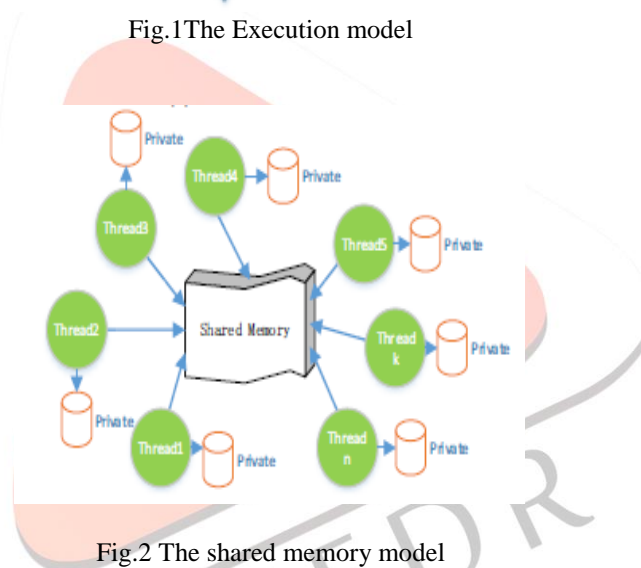 Fig.1The Execution model
Private
Thread4
Private
Thread3
Thread5
Private
Thread2
Shared Memory
Thread
k
Private
Private
Thread1
Private
Thread
n
Private
Fig.2 The shared memory model
EDR